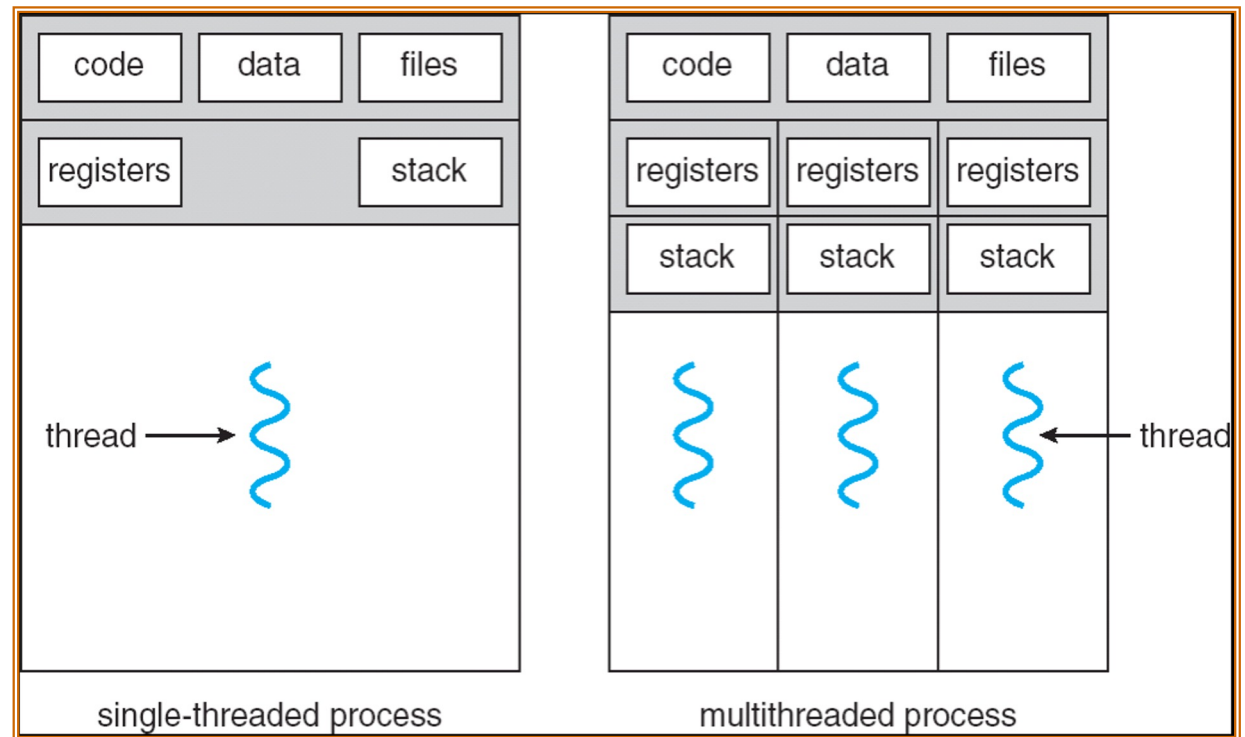 code data files
registers stack
thread
single-threaded process
code data files
registers registers registers
stack stack stack
thread
multithreaded process